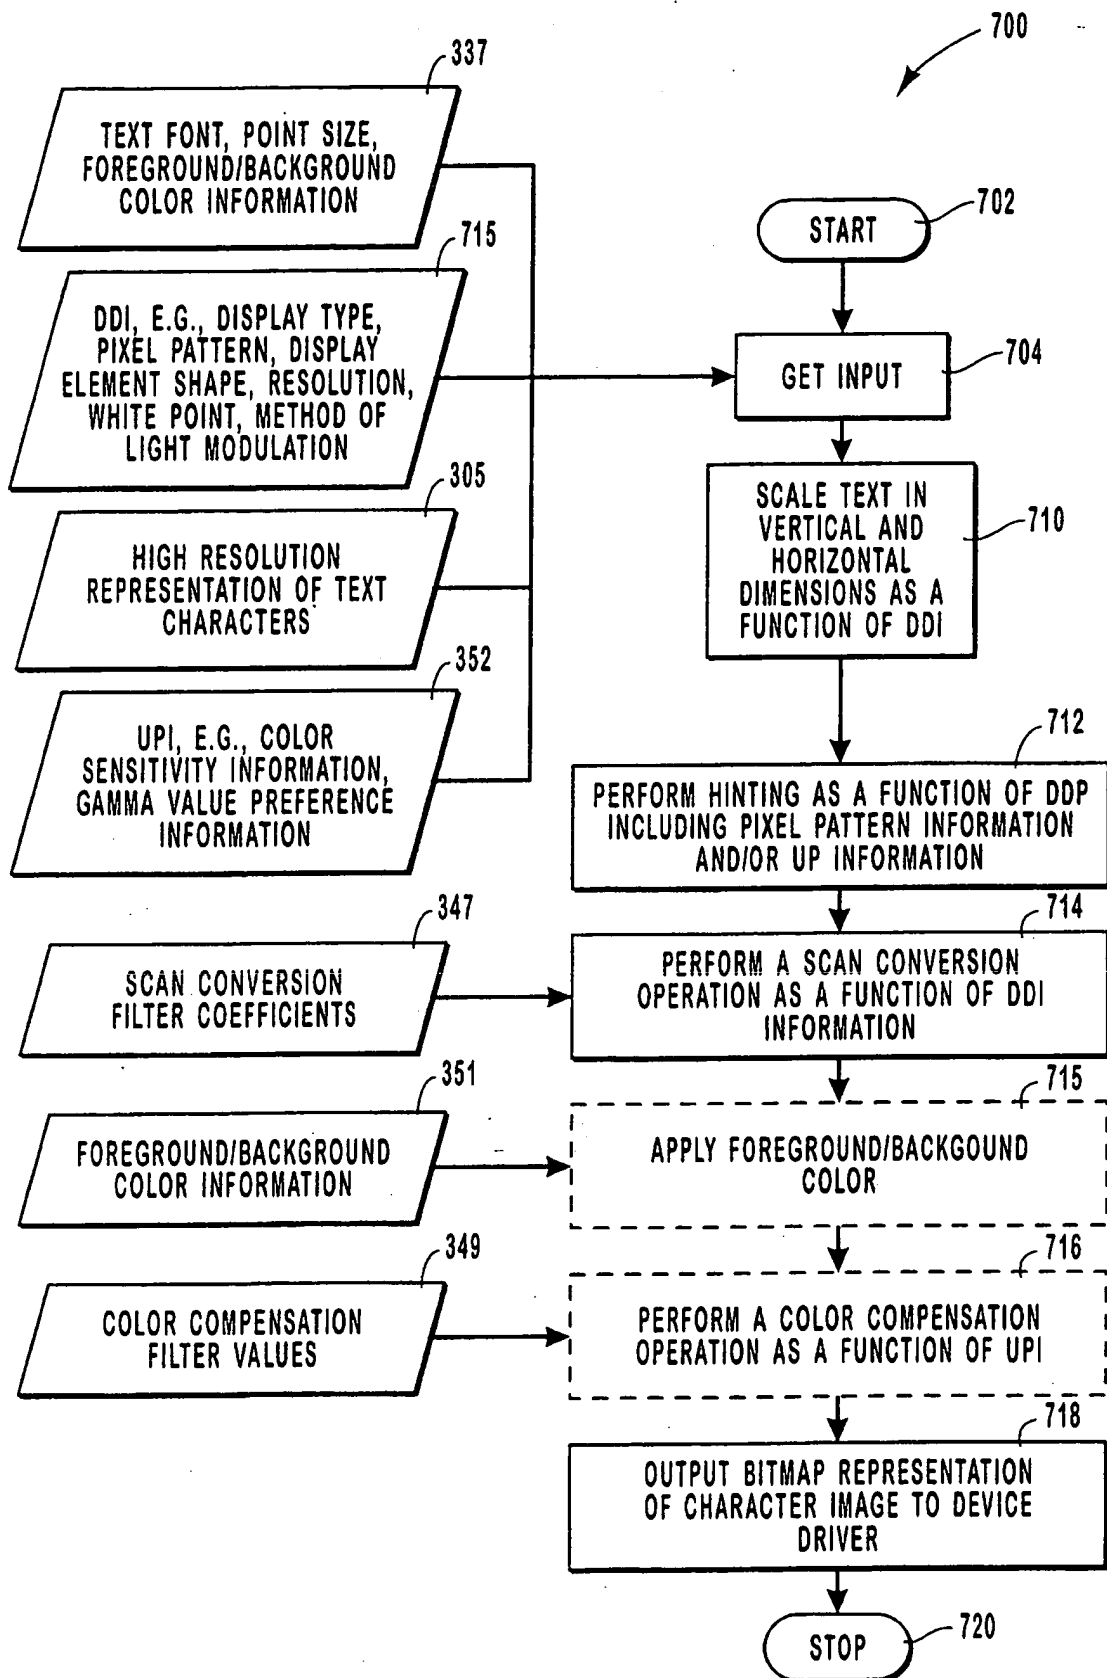 700
337
TEXT FONT, POINT SIZE,
FOREGROUND/BACKGROUND
COLOR INFORMATION
702
START
715
DDI, E.G., DISPLAY TYPE,
PIXEL PATTERN, DISPLAY
ELEMENT SHAPE, RESOLUTION,
WHITE POINT, METHOD OF
LIGHT MODULATION
704
GET INPUT
305
HIGH RESOLUTION
REPRESENTATION OF TEXT
CHARACTERS
710
SCALE TEXT IN
VERTICAL AND
HORIZONTAL
DIMENSIONS AS A
FUNCTION OF DDI
352
UPI, E.G., COLOR
SENSITIVITY INFORMATION,
GAMMA VALUE PREFERENCE
INFORMATION
712
PERFORM HINTING AS A FUNCTION OF DDP
INCLUDING PIXEL PATTERN INFORMATION
AND/OR UP INFORMATION
347
SCAN CONVERSION
FILTER COEFFICIENTS
714
PERFORM A SCAN CONVERSION
OPERATION AS A FUNCTION OF DDI
INFORMATION
351
FOREGROUND/BACKGROUND
COLOR INFORMATION
715
APPLY FOREGROUND/BACKGOUND
COLOR
349
COLOR COMPENSATION
FILTER VALUES
716
PERFORM A COLOR COMPENSATION
OPERATION AS A FUNCTION OF UPI
718
OUTPUT BITMAP REPRESENTATION
OF CHARACTER IMAGE TO DEVICE
DRIVER
720
STOP